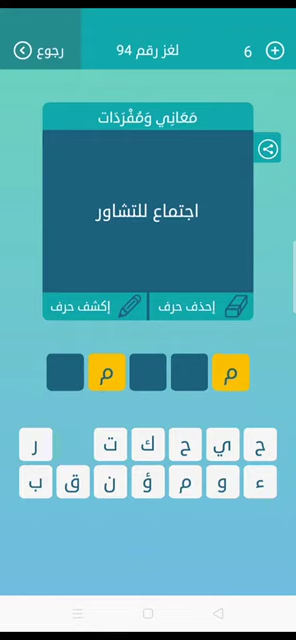 رجوع لغز رقم 94 6
مَعَانِي وَمُفْرَدَات
اجتماع للتشاور
إحذف حرف إكشف حرف
م م
ح ي ح ك ت ر
ء و م ؤ ن ق ب